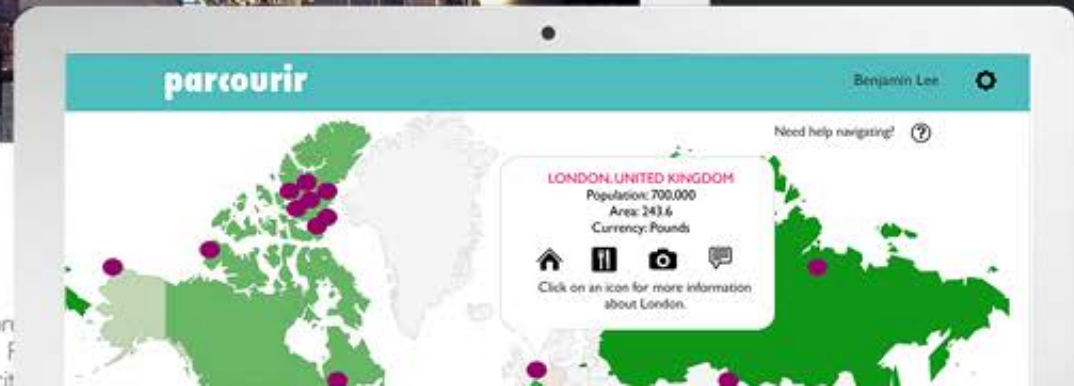 parcourir
Benjamin Lee
Need help navigating?
LONDON, UNITED KINGDOM
Population: 700,000
Area: 243.6
Currency: Pounds
Click on an icon for more information
about London.